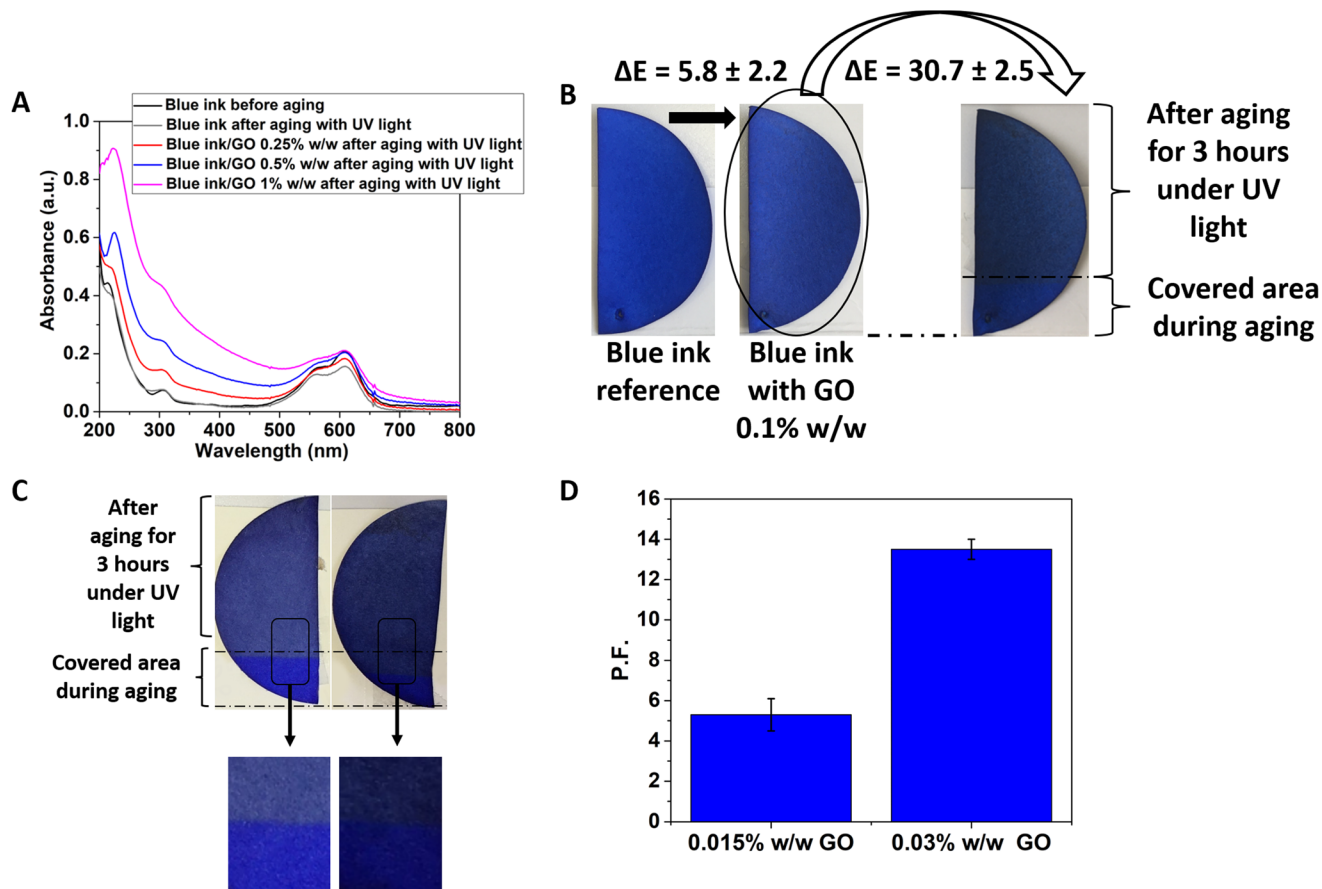 A
Blue ink before aging
Blue ink after aging with UV light
Blue ink/GO 0.25% w/w after aging with UV light
Blue ink/GO 0.5% w/w after aging with UV light
Blue ink/GO 1% w/w after aging with UV light
1.0
0.8
0.6
0.4
0.2
0.0
Absorbance (a.u.)
200 300 400 500 600 700 800
Wavelength (nm)
B
ΔE = 5.8 ± 2.2
ΔE = 30.7 ± 2.5
Blue ink
reference
Blue ink
with GO
0.1% w/w
After aging
for 3 hours
under UV
light
Covered area
during aging
C
After
aging for
3 hours
under UV
light
Covered area
during aging
D
16
14
12
10
8
6
4
2
0
P.F.
0.015% w/w GO
0.03% w/w GO